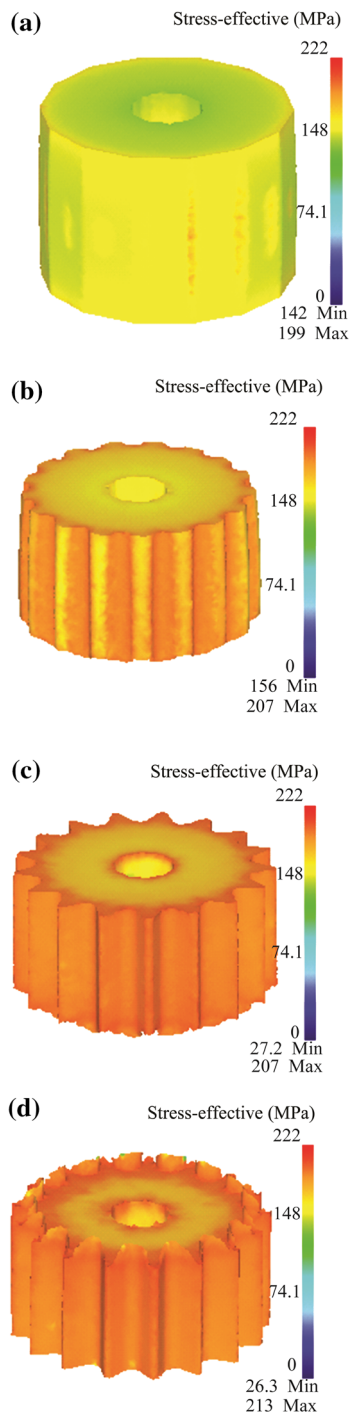 (a)
Stress-effective (MPa)
222
148
74.1
0
142 Min
199 Max
(b)
Stress-effective (MPa)
222
148
74.1
0
156 Min
207 Max
(c)
Stress-effective (MPa)
222
148
74.1
0
27.2 Min
207 Max
(d)
Stress-effective (MPa)
222
148
74.1
0
26.3 Min
213 Max